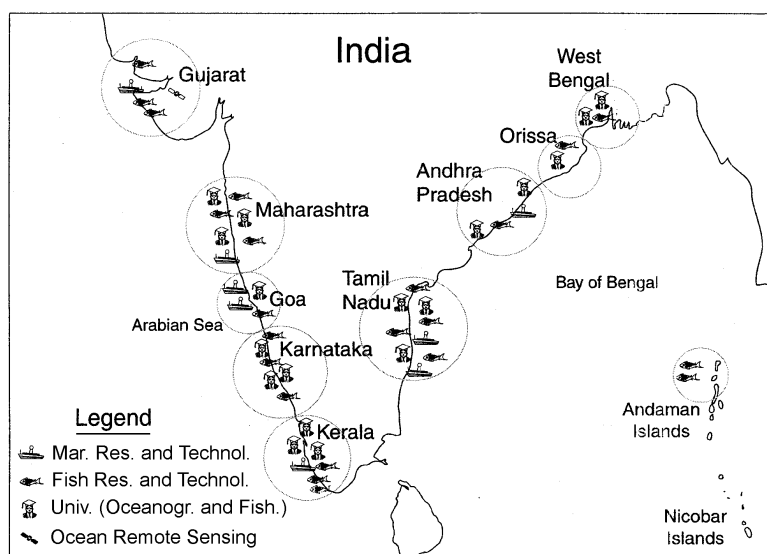 India
West
Bengal
Gujarat
Orissa
Andhra
Pradesh
Maharashtra
Tamil
Nadu
Bay of Bengal
Goa
Arabian Sea
Karnataka
Andaman
Islands
Legend
Kerala
Mar. Res. and Technol.
Fish Res. and Technol.
Univ. (Oceanogr. and Fish.)
Nicobar
Islands
Ocean Remote Sensing